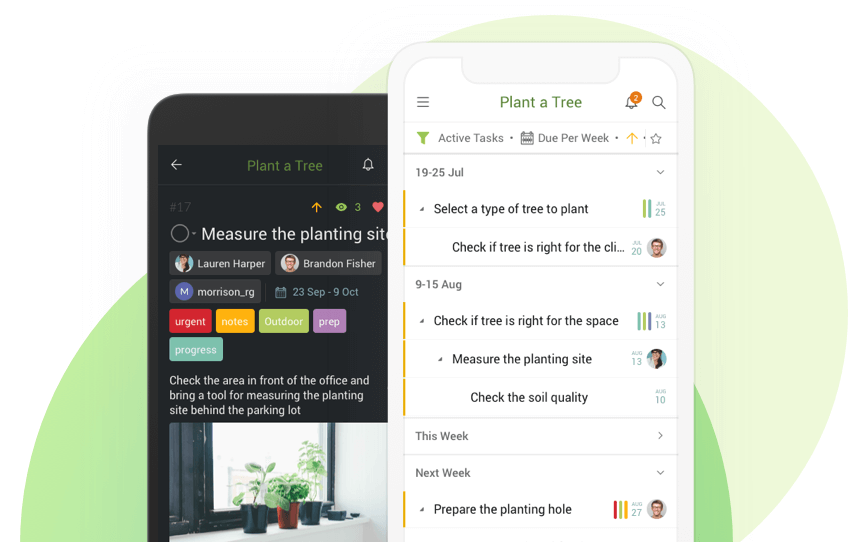 Plant a Tree
#17
3
Measure the planting site
Lauren Harper
Brandon Fisher
M
morrison_rg
23 Sep - 9 Oct
urgent
notes
Outdoor
prep
progress
Check the area in front of the office and
bring a tool for measuring the planting
site behind the parking lot
Plant a Tree
2
Active Tasks • Due Per Week •
19-25 Jul
Select a type of tree to plant
JUL
25
Check if tree is right for the cli...
JUL
20
9-15 Aug
Check if tree is right for the space
AUG
13
Measure the planting site
AUG
13
Check the soil quality
AUG
10
This Week
Next Week
Prepare the planting hole
AUG
27